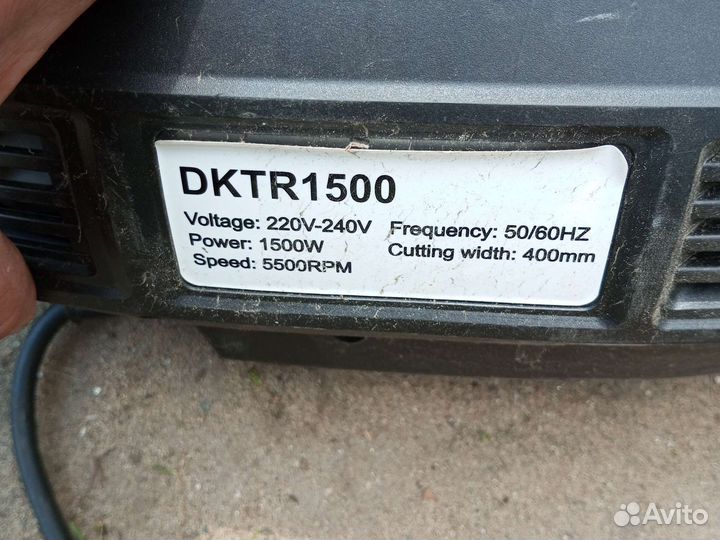 DKTR1500
Voltage: 220V-240V Frequency: 50/60HZ
Power: 1500W Cutting width: 400mm
Speed: 5500RPM
Avito